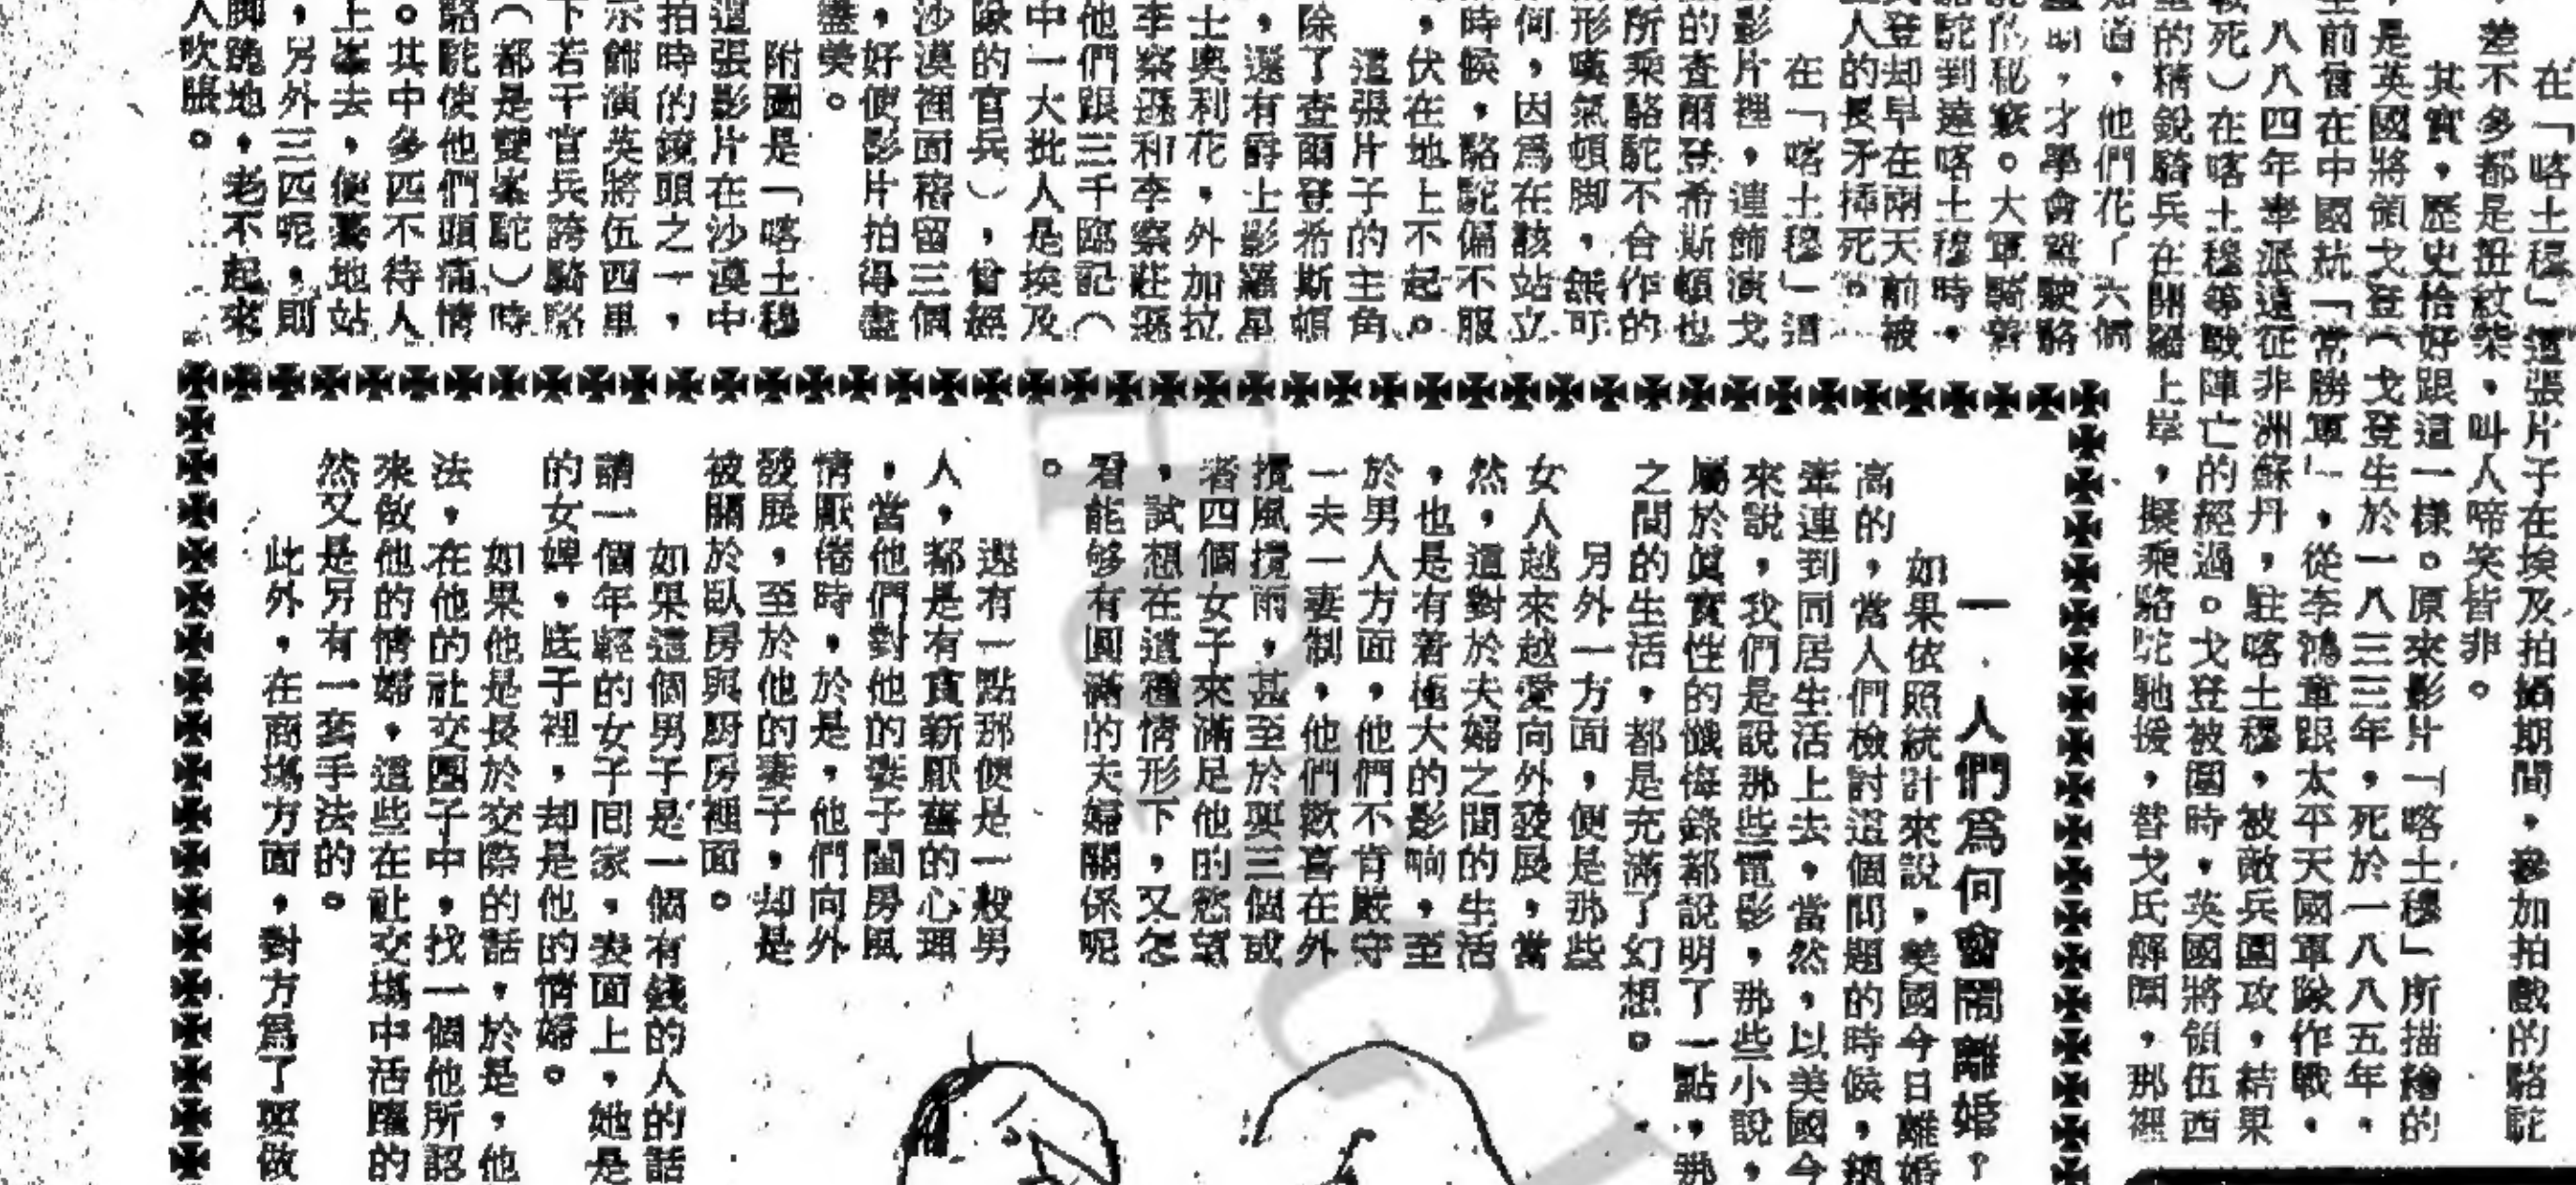 在「喀土穆」這張片子在埃及拍攝期間，參加拍戲的駱駝
，差不多都是扭紋柴，叫人啼笑皆非。
其實，歷史恰好跟這一樣。原來影片「喀土穆」所描繪的
，是英國將領戈登（戈登生於一八三三年，死於一八八五年，
生前曾在中國統「常勝軍」，從李鴻章跟太平天國軍隊作戰，
八八四年奉派遠征非洲蘇丹，駐喀土穆，被敵兵圍攻，結果
戰死）在喀土穆等戰陣亡的經過。戈登被圍時，英國將領伍西
里的精銳騎兵在開羅上岸，擬乘駱駝馳援，替戈氏解圍，那裡
知道，他們花了六個
，才學會駕駛駱
的秘竅。大軍騎着
駱駝到達喀土穆時，
戈登却早在兩天前被
人的長矛揷死。
在「喀土穆」這
影片裡，連飾演戈
的查爾登希斯頓也
所乘駱駝不合作的
形嘆氣頓脚，無可
何，因爲在該站立
時候，駱駝偏不服
，伏在地上不起。
這張片子的主角
除了查爾登希斯頓
，還有爵士影羅蘭
士奧利花，外加拉
李察遜和李察莊遜
他們跟三千臨記（
中一大批人是埃及
隊的官兵），曾經
沙漠裡面稽留三個
，好使影片拍得盡
盡美。
附圖是「喀土穆
這張影片在沙漠中
拍時的鏡頭之一，
示飾演英將伍四里
下若干官兵跨騎駱
（都是雙峯駝）時
駱駝使他們頭痛情
。其中多匹不待人
上峯去，便驀地站
，另外三匹呢，則
脚跪地，老不起來
人吹脹。
一．人們爲何會鬧離婚？
如果依照統計來說，美國今日離婚
高的，當人們檢討這個問題的時候，總
牽連到同居生活上去，當然，以美國今
來說，我們是說那些電影，那些小說，
屬於眞實性的懺悔錄都說明了一點，那
之間的生活，都是充滿了幻想。
另外一方面，便是那些
女人越來越愛向外發展，當
然，這對於夫婦之間的生活
，也是有著極大的影响，至
於男人方面，他們不肯嚴守
一夫一妻制，他們歡喜在外
攪風攪雨，甚至於要三個或
者四個女子來滿足他的慾望
，試想在這種情形下，又怎
看能够有圓滿的夫婦關係呢
。
還有一點那便是一般男
人，都是有貪新厭舊的心理
，當他們對他的妻子閨房風
情厭倦時，於是，他們向外
發展，至於他的妻子，却是
被關於臥房與厨房裡面。
如果這個男子是一個有錢的人的話
請一個年輕的女子回家，表面上，她是
的女婢，底子裡，却是他的情婦。
如果他是長於交際的話，於是，他
法，在他的社交圈子中，找一個他所認
來做他的情婦，這些在社交塲中活躍的
然又是另有一套手法的。
此外，在商塲方面，對方爲了要做